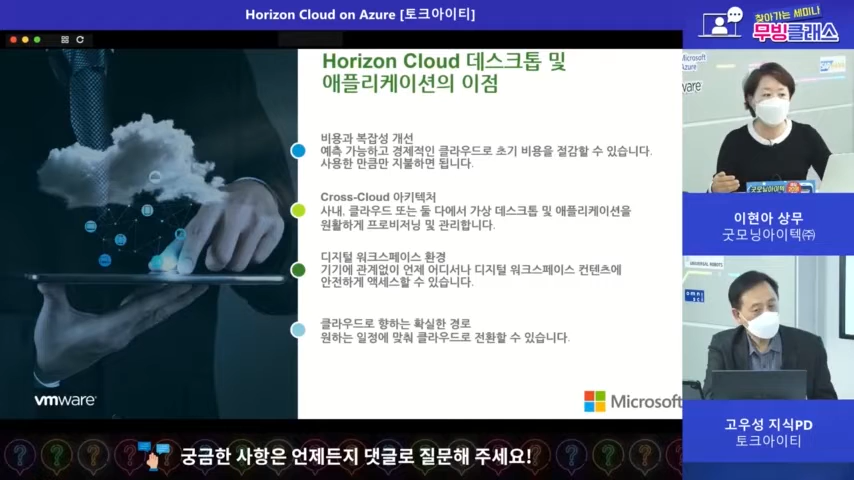 Horizon Cloud on Azure [토크아이티]
찾아가는 세미나
무빙클래스
Horizon Cloud 데스크톱 및
애플리케이션의 이점
비용과 복잡성 개선
예측 가능하고 경제적인 클라우드로 초기 비용을 절감할 수 있습니다.
사용한 만큼만 지불하면 됩니다.
Cross-Cloud 아키텍처
사내, 클라우드 또는 둘 다에서 가상 데스크톱 및 애플리케이션을
원활하게 프로비저닝 및 관리합니다.
디지털 워크스페이스 환경
기기에 관계없이 언제 어디서나 디지털 워크스페이스 컨텐츠에
안전하게 액세스할 수 있습니다.
클라우드로 향하는 확실한 경로
원하는 일정에 맞춰 클라우드로 전환할 수 있습니다.
vmware
Microsoft
Microsoft
Azure
ware
굿모닝아이텍
이현아 상무
굿모닝아이텍㈜
UNIVERSAL ROBOTS
omni
sci
고우성 지식PD
토크아이티
궁금한 사항은 언제든지 댓글로 질문해 주세요!